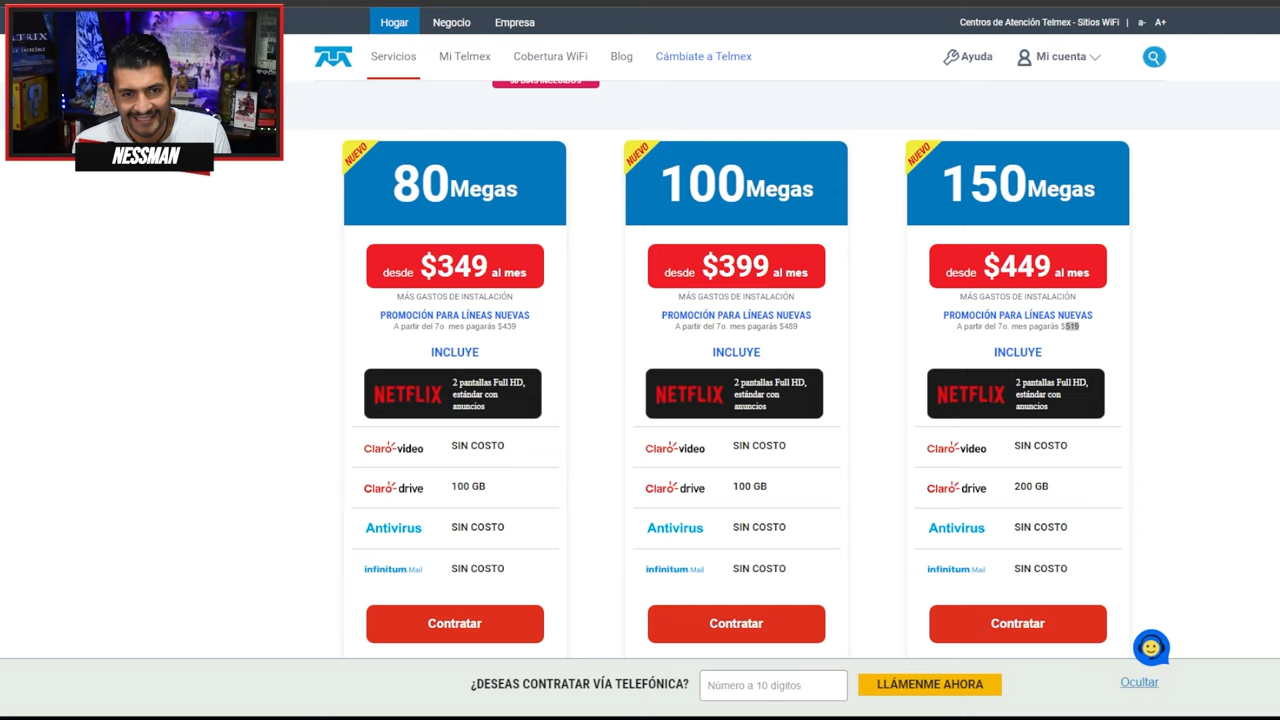 Hogar
Negocio
Empresa
Centros de Atención Telmex - Sitios WiFi | a- A+
Servicios
Mi Telmex
Cobertura WiFi
Blog
Cámbiate a Telmex
Ayuda
Mi cuenta
NESSMAN
NUEVO
80 Megas
desde $349 al mes
MÁS GASTOS DE INSTALACIÓN
PROMOCIÓN PARA LÍNEAS NUEVAS
A partir del 7o. mes pagarás $439
INCLUYE
NETFLIX
2 pantallas Full HD,
estándar con
anuncios
Claro video SIN COSTO
Claro drive 100 GB
Antivirus SIN COSTO
infinitum Mail SIN COSTO
Contratar
NUEVO
100 Megas
desde $399 al mes
MÁS GASTOS DE INSTALACIÓN
PROMOCIÓN PARA LÍNEAS NUEVAS
A partir del 7o. mes pagarás $489
INCLUYE
NETFLIX
2 pantallas Full HD,
estándar con
anuncios
Claro video SIN COSTO
Claro drive 100 GB
Antivirus SIN COSTO
infinitum Mail SIN COSTO
Contratar
NUEVO
150 Megas
desde $449 al mes
MÁS GASTOS DE INSTALACIÓN
PROMOCIÓN PARA LÍNEAS NUEVAS
A partir del 7o. mes pagarás $519
INCLUYE
NETFLIX
2 pantallas Full HD,
estándar con
anuncios
Claro video SIN COSTO
Claro drive 200 GB
Antivirus SIN COSTO
infinitum Mail SIN COSTO
Contratar
¿DESEAS CONTRATAR VÍA TELEFÓNICA?
Número a 10 dígitos
LLÁMENME AHORA
Ocultar